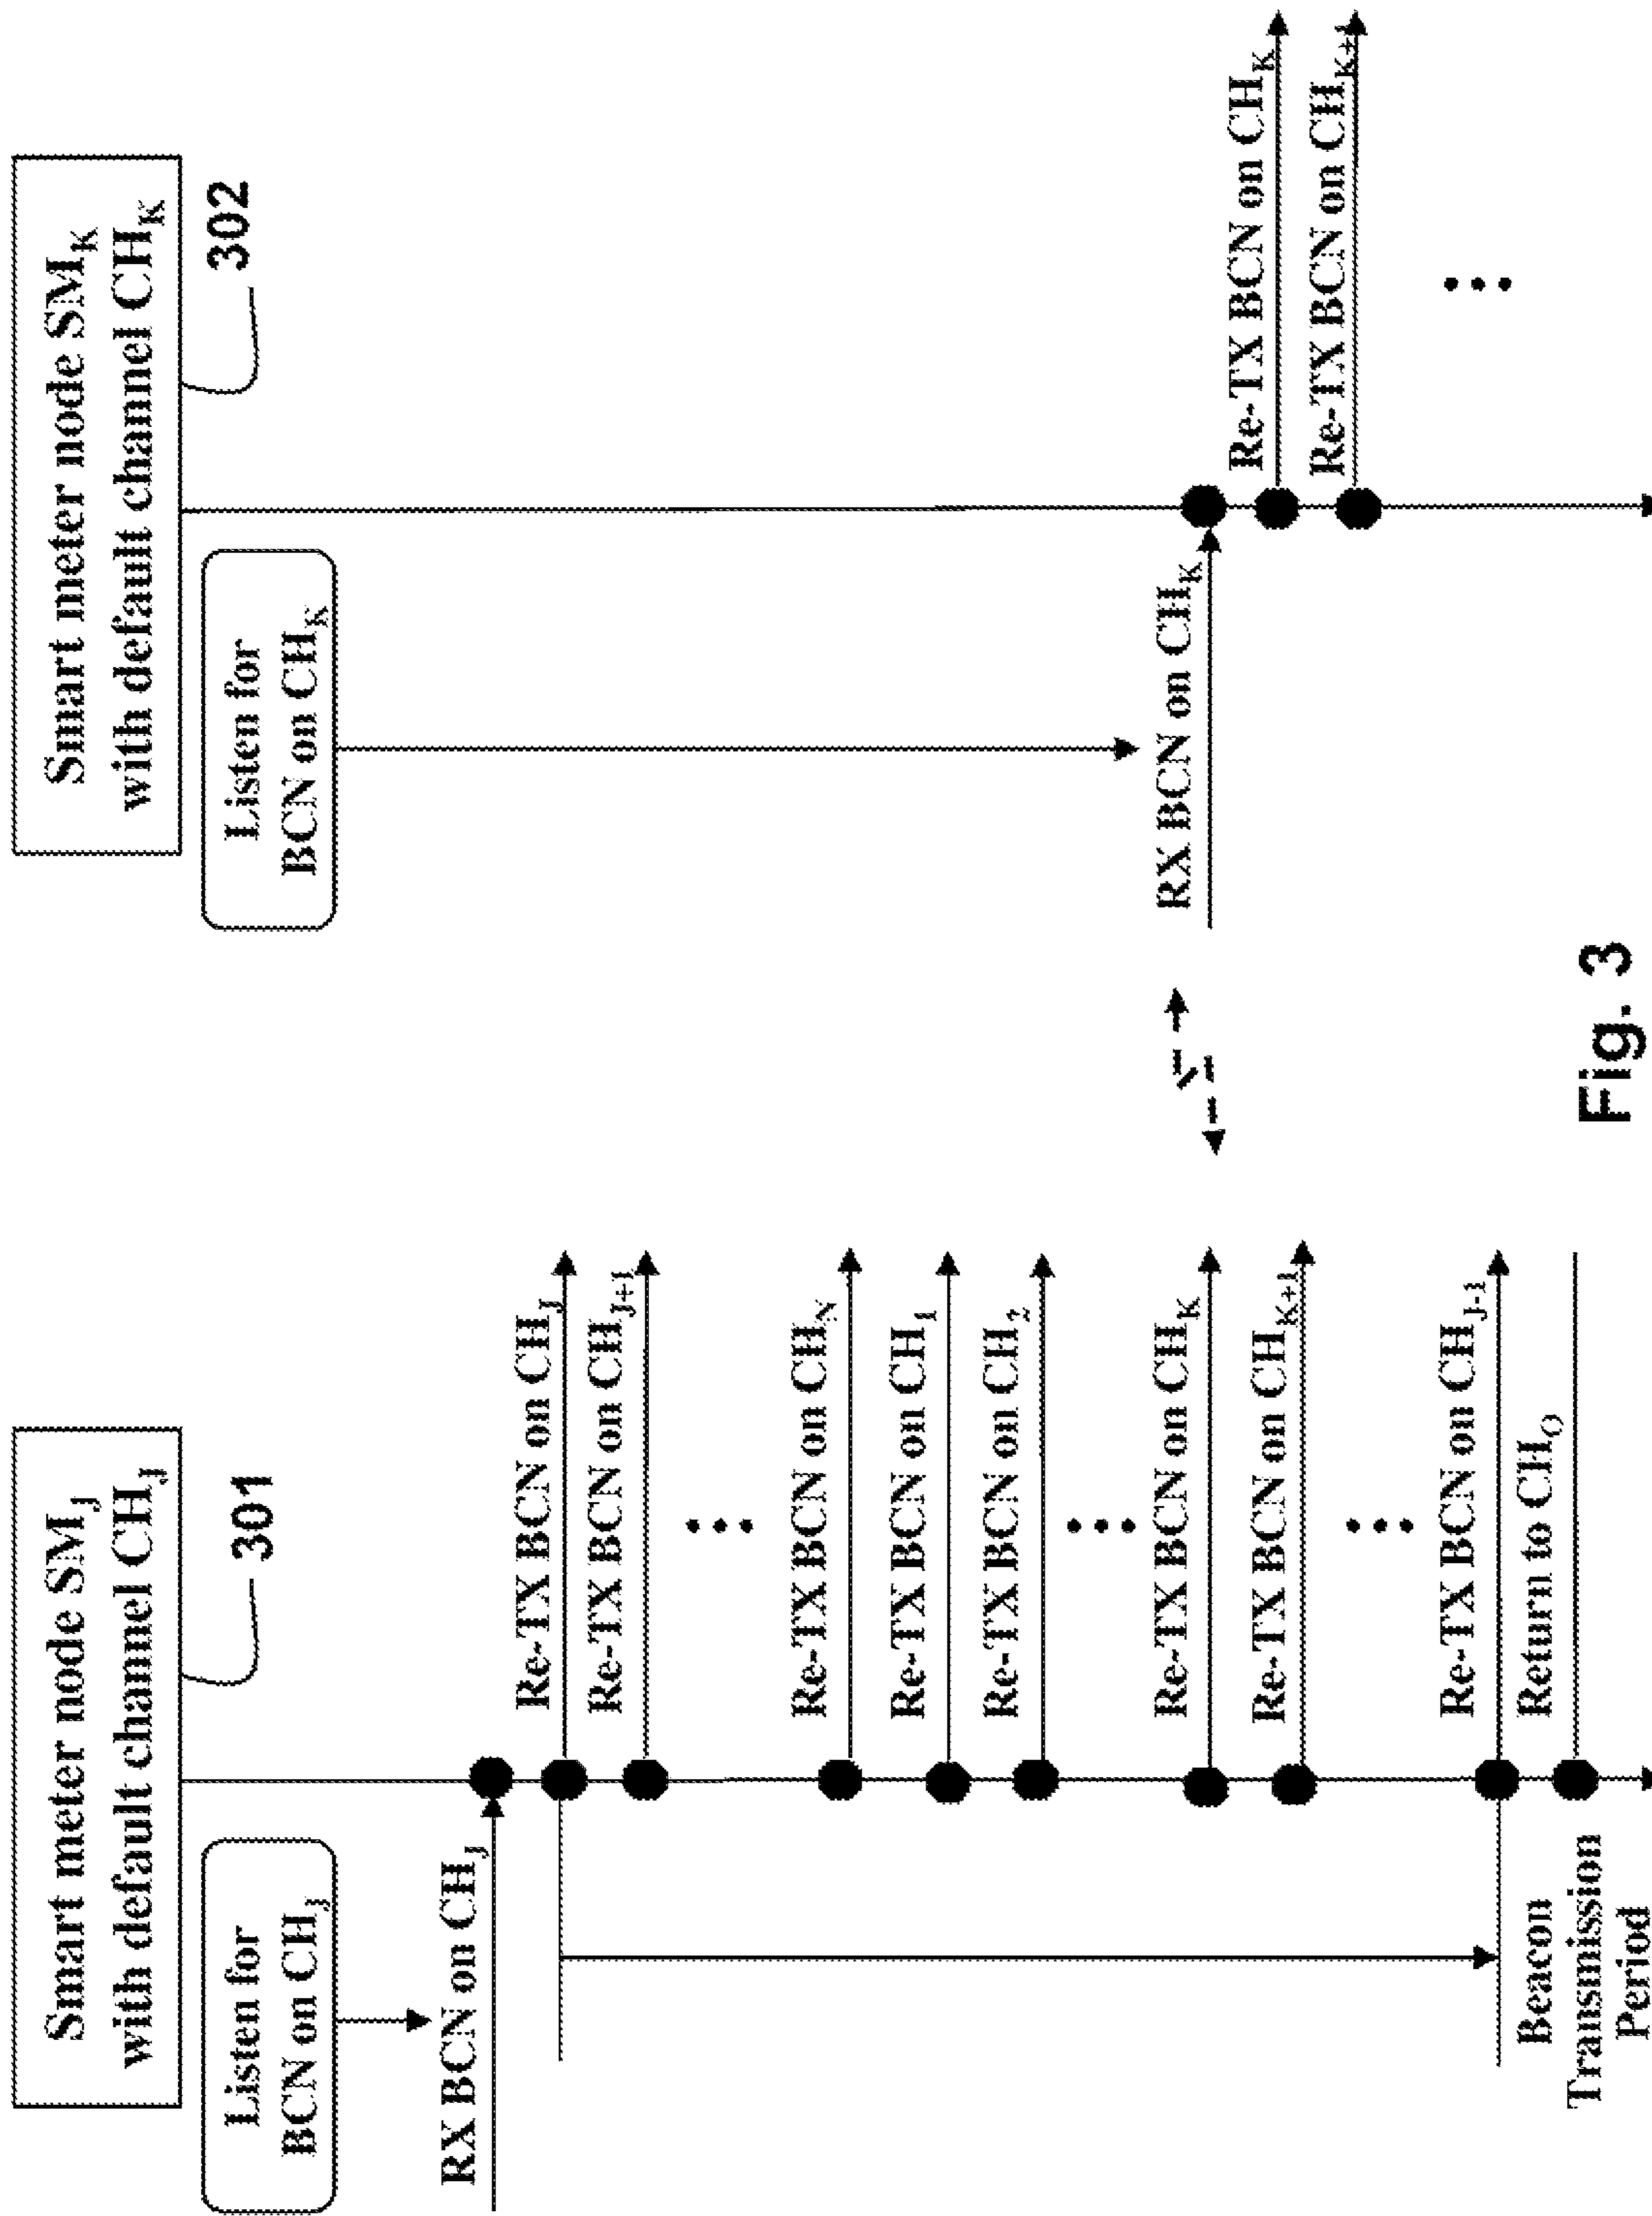 Smart meter node SM_J
with default channel CH_J
301
Listen for
BCN on CH_J
RX BCN on CH_J
Re-TX BCN on CH_J
Re-TX BCN on CH_J+1
Re-TX BCN on CH_N
Re-TX BCN on CH_1
Re-TX BCN on CH_2
Re-TX BCN on CH_K
Re-TX BCN on CH_K+1
Re-TX BCN on CH_J-1
Return to CH_O
Beacon
Transmission
Period
Smart meter node SM_K
with default channel CH_K
302
Listen for
BCN on CH_K
RX BCN on CH_K
Re-TX BCN on CH_K
Re-TX BCN on CH_K+1
Fig. 3